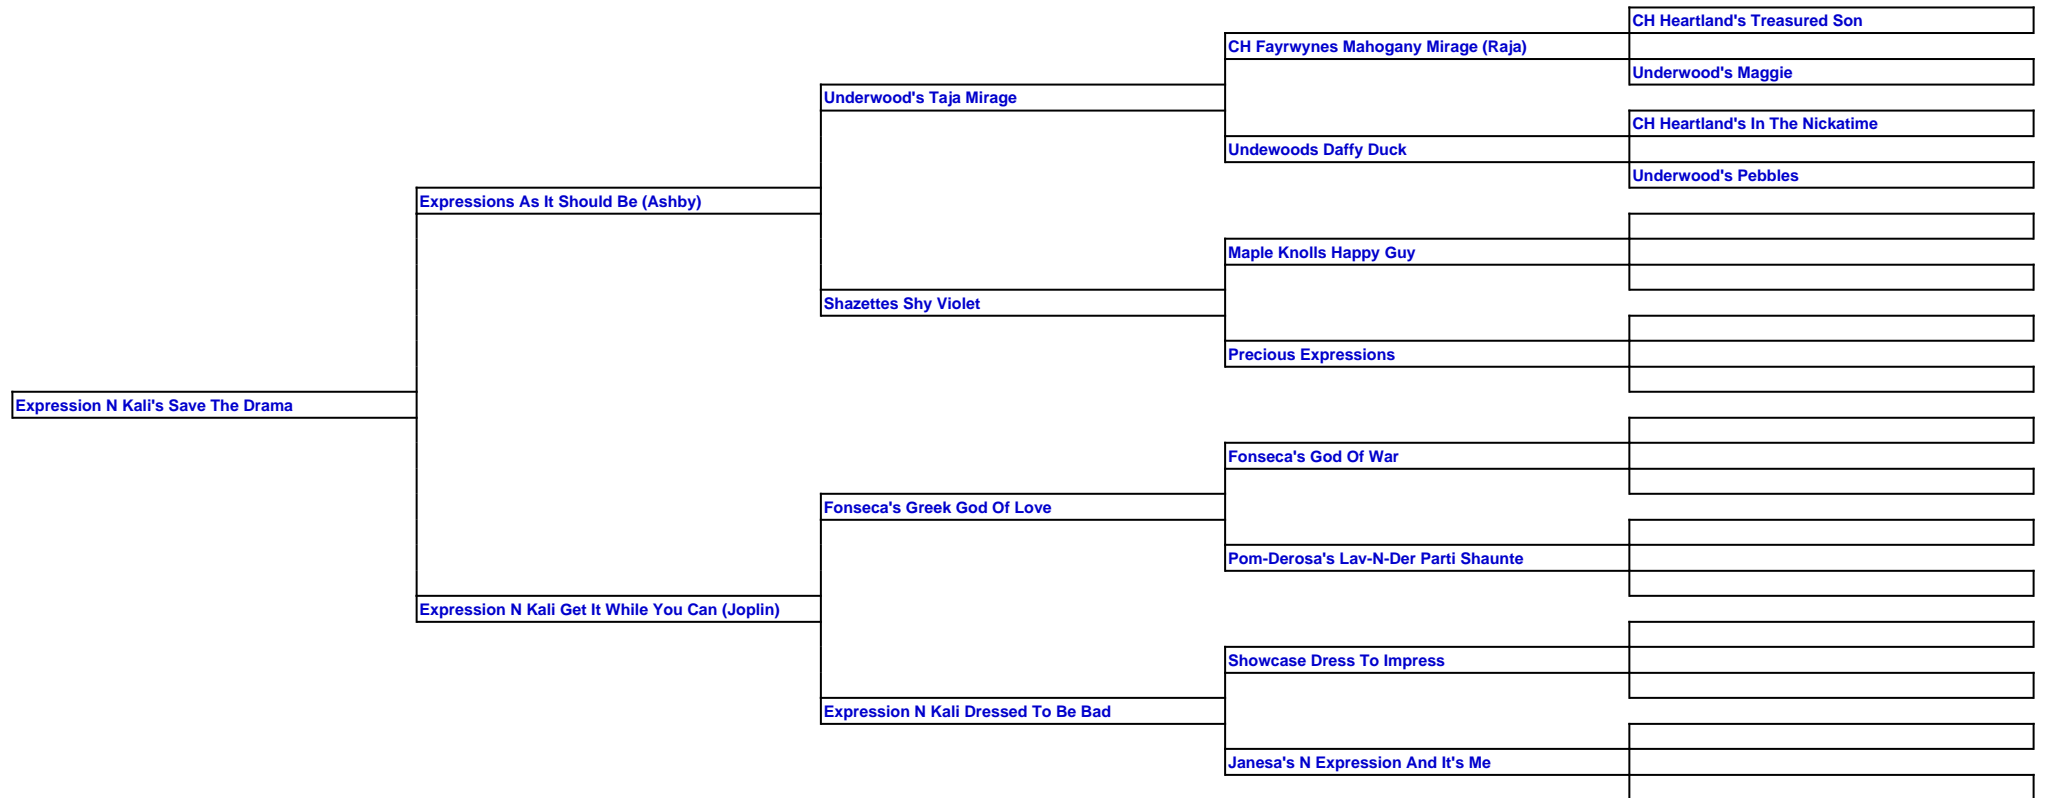 CH Heartland's Treasured Son
CH Fayrwynes Mahogany Mirage (Raja)
Underwood's Maggie
Underwood's Taja Mirage
CH Heartland's In The Nickatime
Undewoods Daffy Duck
Underwood's Pebbles
Expressions As It Should Be (Ashby)
Maple Knolls Happy Guy
Shazettes Shy Violet
Precious Expressions
Expression N Kali's Save The Drama
Fonseca's God Of War
Fonseca's Greek God Of Love
Pom-Derosa's Lav-N-Der Parti Shaunte
Expression N Kali Get It While You Can (Joplin)
Showcase Dress To Impress
Expression N Kali Dressed To Be Bad
Janesa's N Expression And It's Me